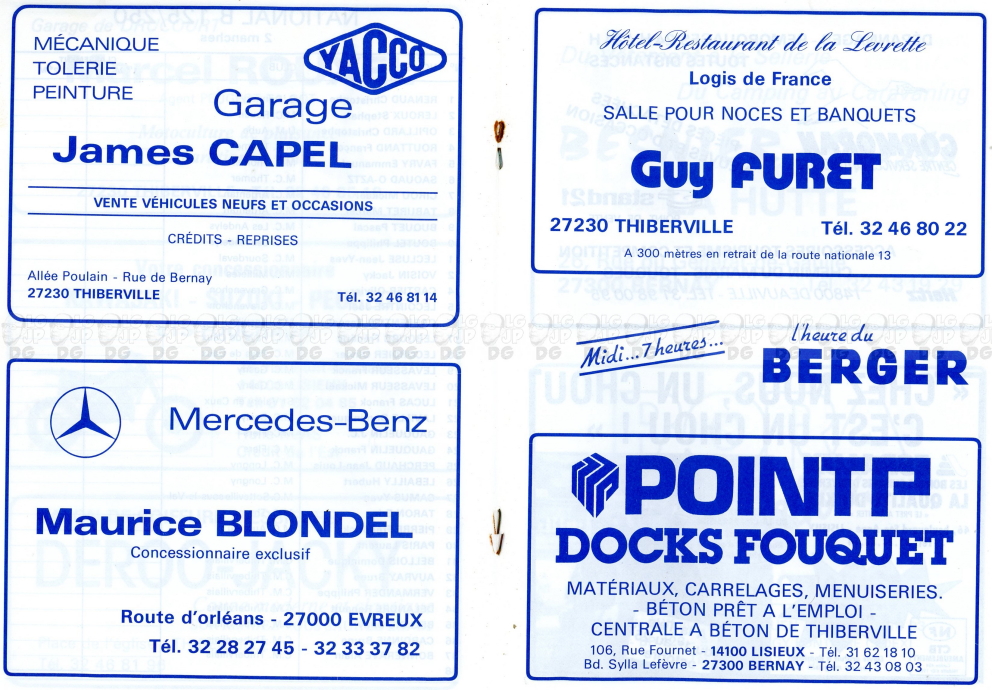 MÉCANIQUE
TOLERIE
PEINTURE
YACCO
Garage
James CAPEL
VENTE VÉHICULES NEUFS ET OCCASIONS
CRÉDITS - REPRISES
Allée Poulain - Rue de Bernay
27230 THIBERVILLE
Tél. 32 46 81 14
Mercedes-Benz
Maurice BLONDEL
Concessionnaire exclusif
Route d'orléans - 27000 EVREUX
Tél. 32 28 27 45 - 32 33 37 82
Hôtel-Restaurant de la Levrette
Logis de France
SALLE POUR NOCES ET BANQUETS
Guy FURET
27230 THIBERVILLE Tél. 32 46 80 22
A 300 mètres en retrait de la route nationale 13
Midi...7 heures...
l'heure du
BERGER
POINT P
DOCKS FOUQUET
MATÉRIAUX, CARRELAGES, MENUISERIES.
- BÉTON PRÊT A L'EMPLOI -
CENTRALE A BÉTON DE THIBERVILLE
106, Rue Fournet - 14100 LISIEUX - Tél. 31 62 18 10
Bd. Sylla Lefèvre - 27300 BERNAY - Tél. 32 43 08 03